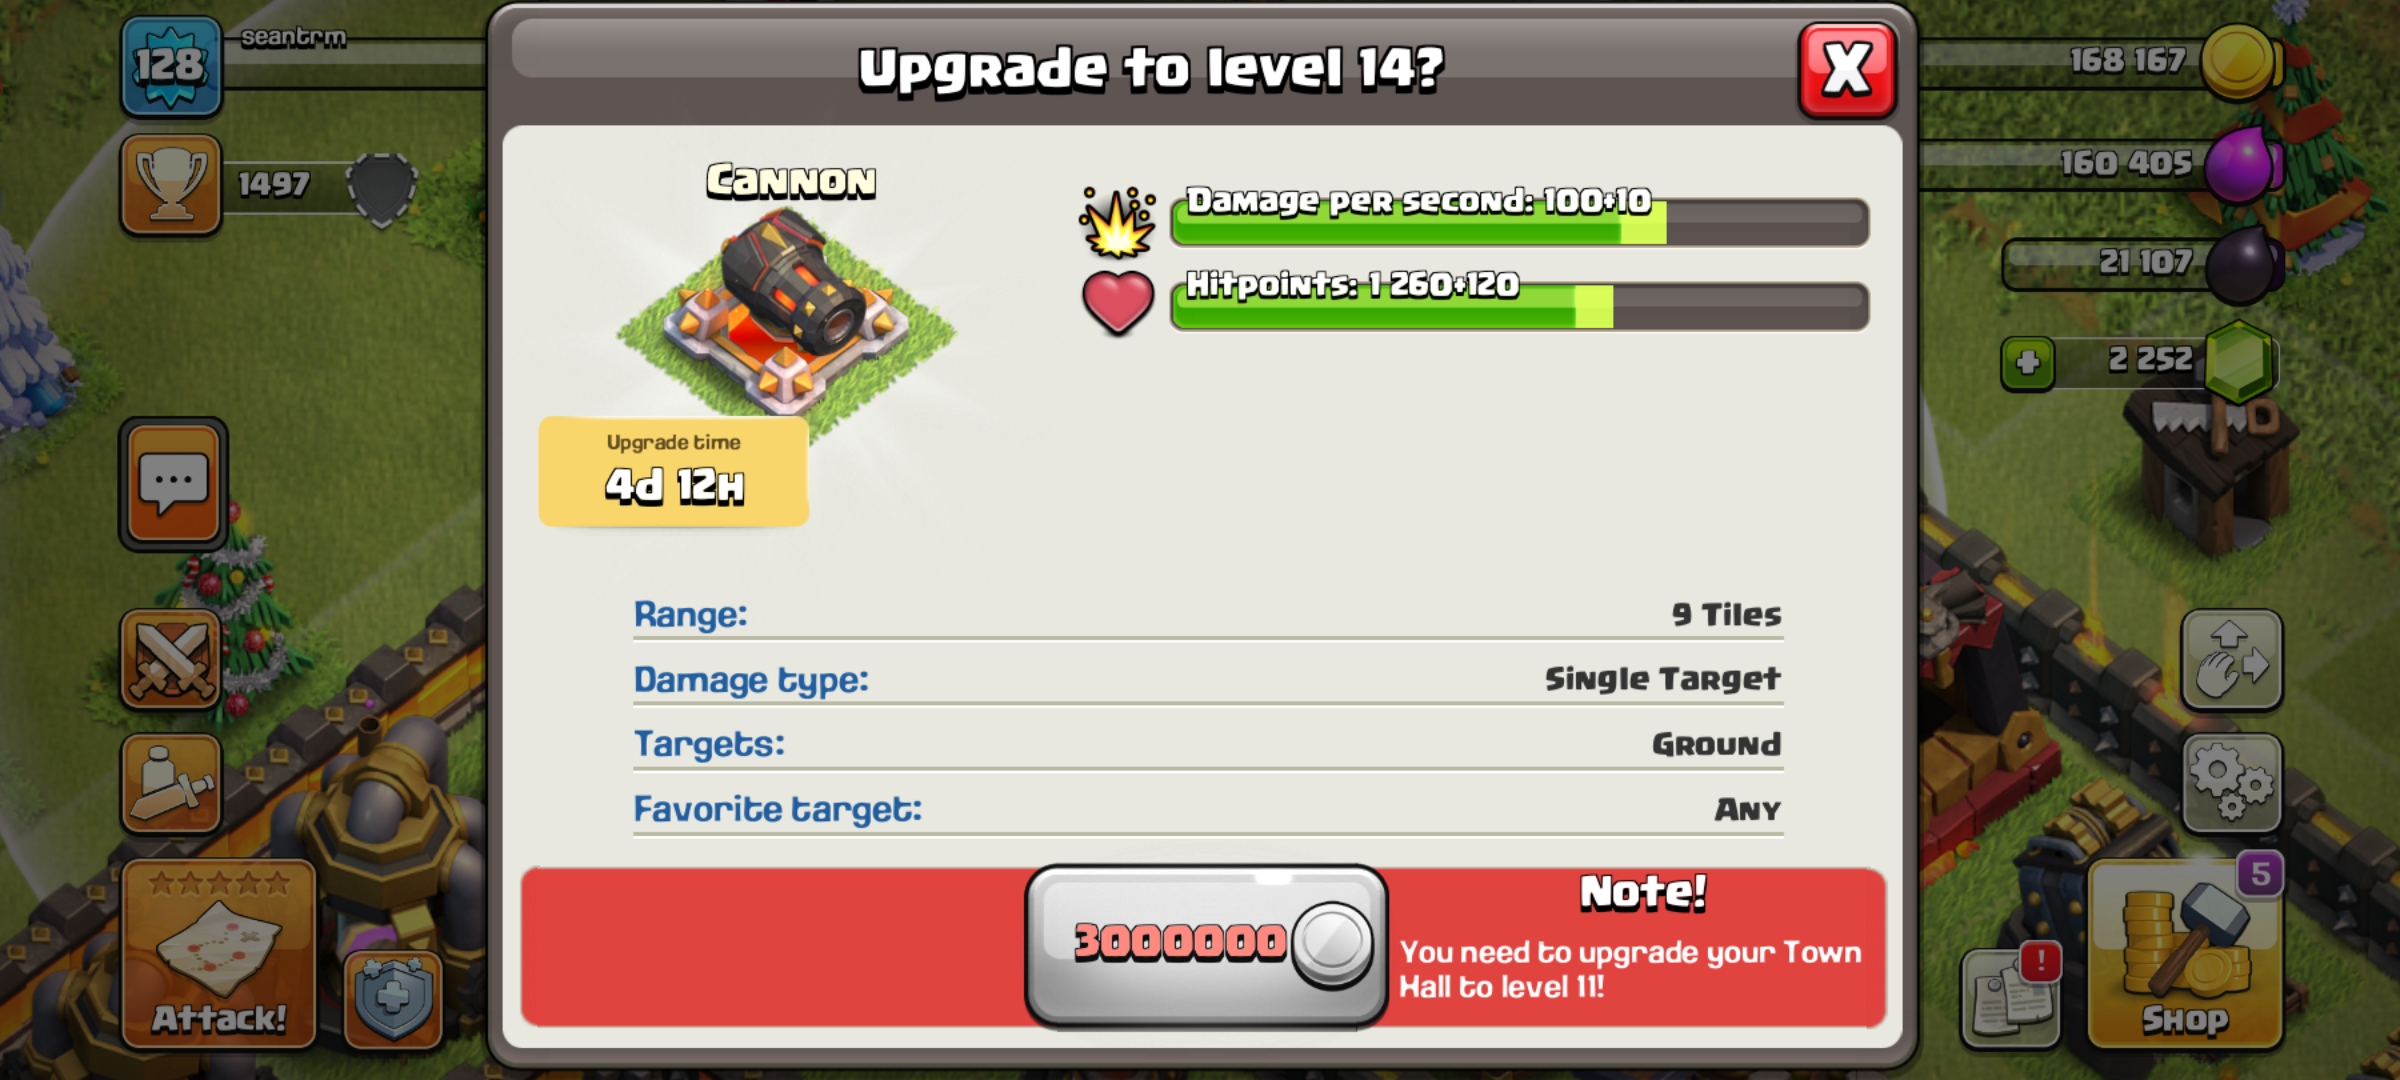 128
seantrm
Upgrade to level 14?
X
168 167
1497
160 405
21 107
2 252
Cannon
Damage per second: 100+10
Hitpoints: 1 260+120
Upgrade time
4d 12H
Range: 9 Tiles
Damage type: Single Target
Targets: Ground
Favorite target: Any
3000000
Note!
You need to upgrade your Town
Hall to level 11!
Attack!
!
5
Shop